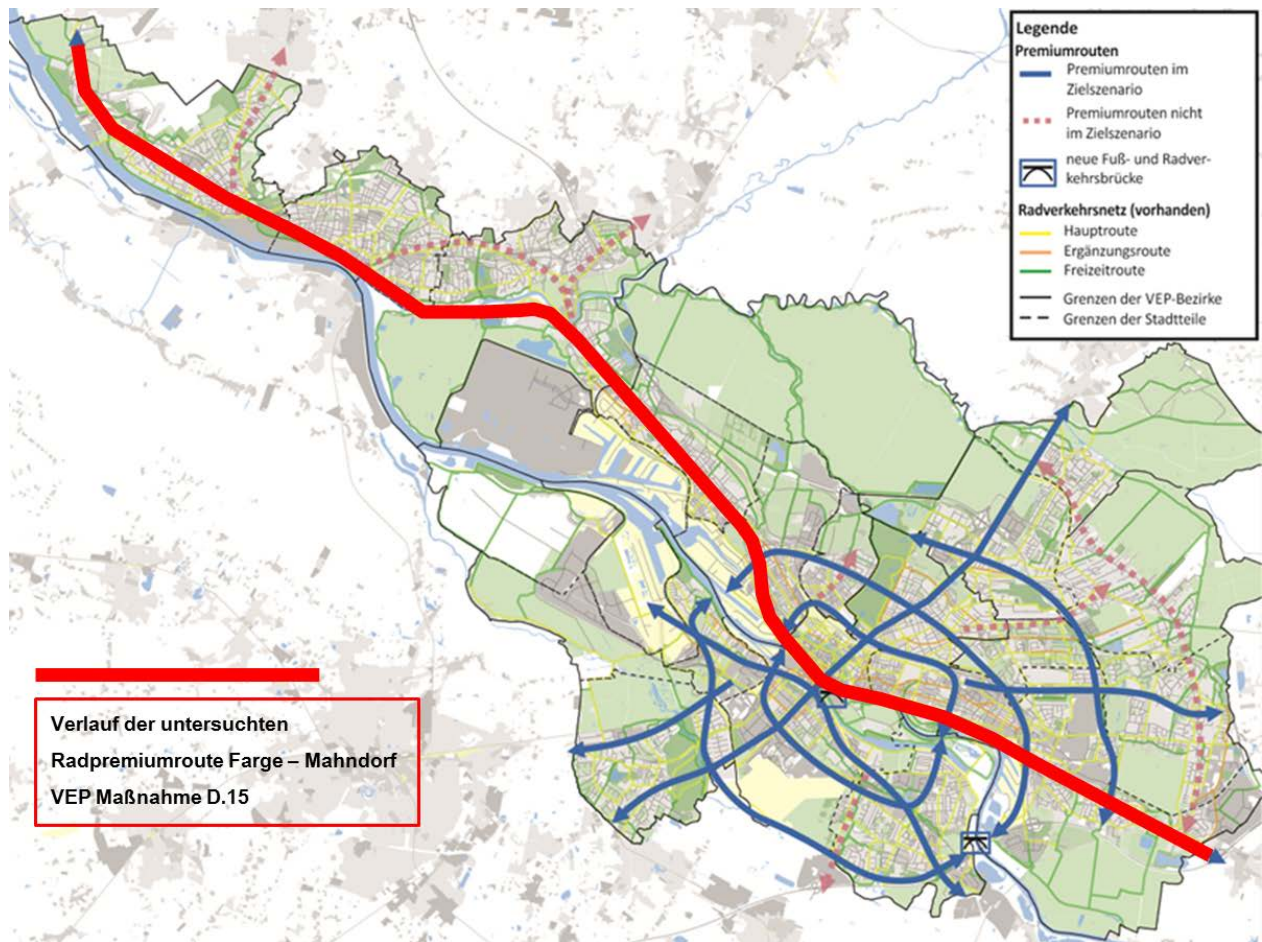 Legende
Premiumrouten
Premiumrouten im
Zielszenario
Premiumrouten nicht
im Zielszenario
neue Fuß- und Radver-
kehrsbrücke
Radverkehrsnetz (vorhanden)
Hauptroute
Ergänzungsroute
Freizeitroute
Grenzen der VEP-Bezirke
Grenzen der Stadtteile
Verlauf der untersuchten
Radpremiumroute Farge – Mahndorf
VEP Maßnahme D.15